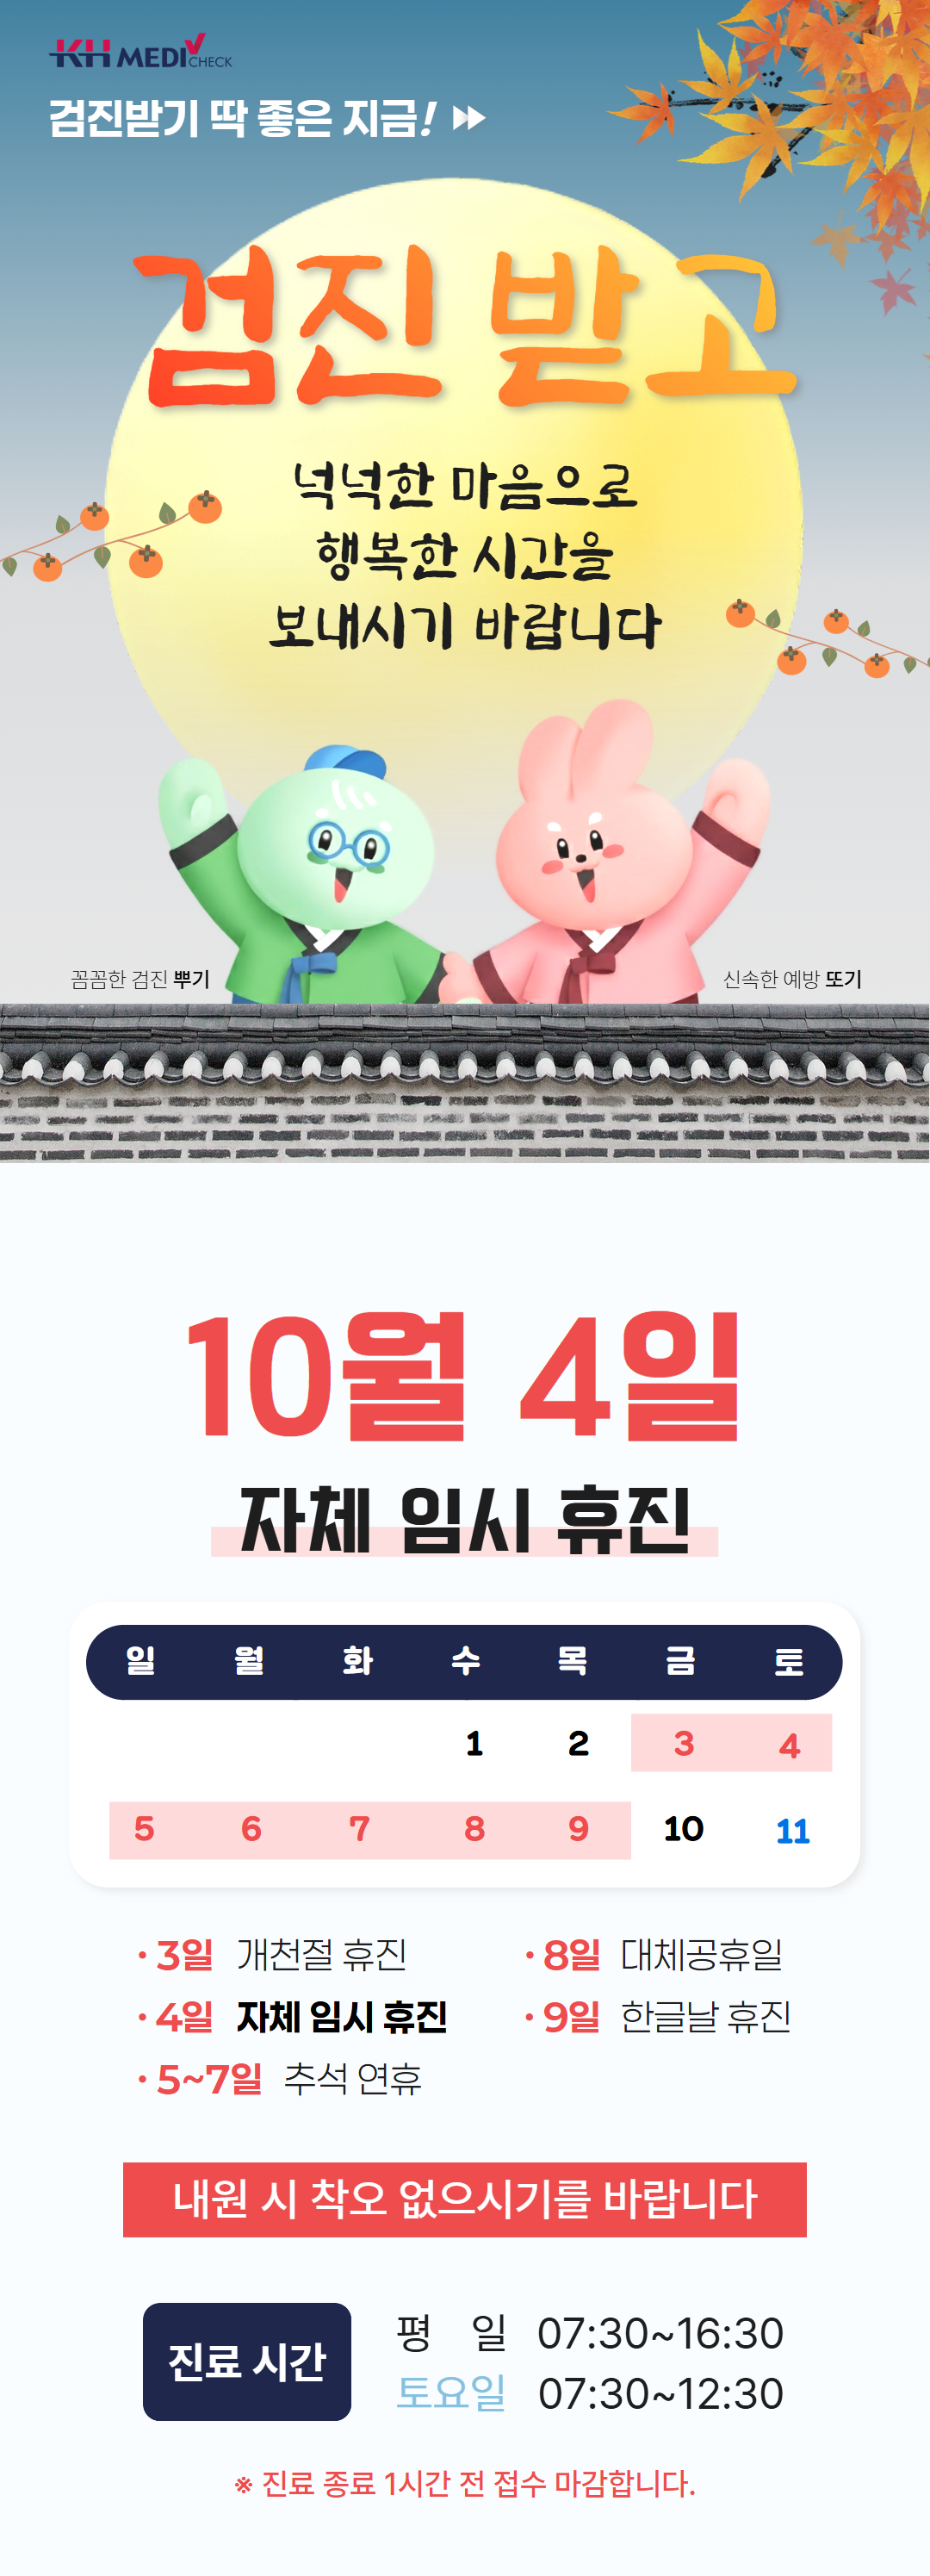 KH MEDICHECK
검진받기 딱 좋은 지금!
검진 받고
넉넉한 마음으로
행복한 시간을
보내시기 바랍니다
꼼꼼한 검진 뿌기
신속한 예방 또기
10월 4일
자체 임시 휴진
일 월 화 수 목 금 토
1 2 3 4
5 6 7 8 9 10 11
• 3일 개천절 휴진
• 4일 자체 임시 휴진
• 5~7일 추석 연휴
• 8일 대체공휴일
• 9일 한글날 휴진
내원 시 착오 없으시기를 바랍니다
진료 시간
평 일 07:30~16:30
토요일 07:30~12:30
※ 진료 종료 1시간 전 접수 마감합니다.